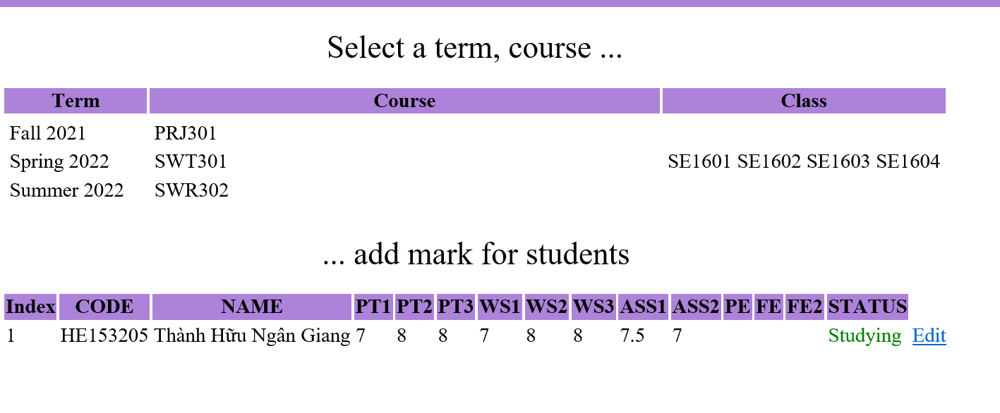 Select a term, course ...
Term Course Class
Fall 2021 PRJ301
Spring 2022 SWT301 SE1601 SE1602 SE1603 SE1604
Summer 2022 SWR302
... add mark for students
Index CODE NAME PT1 PT2 PT3 WS1 WS2 WS3 ASS1 ASS2 PE FE FE2 STATUS
1 HE153205 Thành Hữu Ngân Giang 7 8 8 7 8 8 7.5 7 Studying Edit